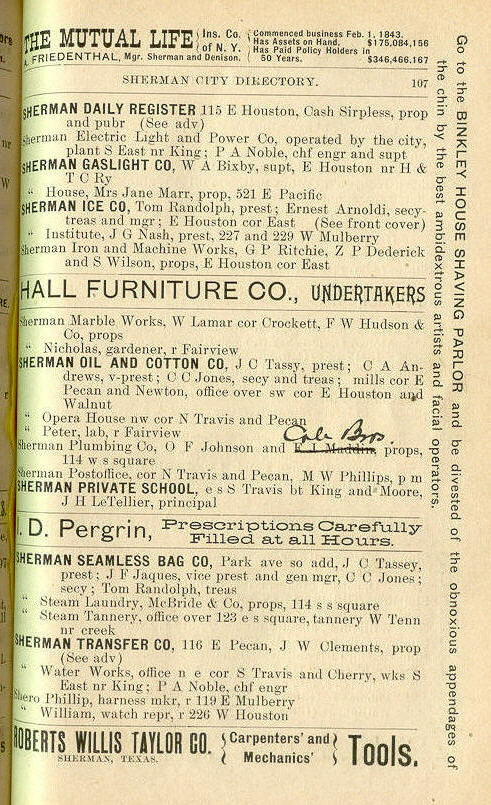 THE MUTUAL LIFE { Ins. Co. of N. Y. { Commenced business Feb. 1, 1843.
Has Assets on Hand, $175,084,156
A. FRIEDENTHAL, Mgr. Sherman and Denison. Has Paid Policy Holders in
50 Years. $346,466,167
SHERMAN CITY DIRECTORY. 107
SHERMAN DAILY REGISTER 115 E Houston, Cash Sirpless, prop
and pubr (See adv)
Sherman Electric Light and Power Co, operated by the city,
plant S East nr King; P A Noble, chf engr and supt
SHERMAN GASLIGHT CO, W A Bixby, supt, E Houston nr H &
T C Ry
" House, Mrs Jane Marr, prop, 521 E Pacific
SHERMAN ICE CO, Tom Randolph, prest; Ernest Arnoldi, secy-
treas and mgr; E Houston cor East (See front cover)
" Institute, J G Nash, prest, 227 and 229 W Mulberry
Sherman Iron and Machine Works, G P Ritchie, Z P Dederick
and S Wilson, props, E Houston cor East
HALL FURNITURE CO., UNDERTAKERS
Sherman Marble Works, W Lamar cor Crockett, F W Hudson &
Co, props
" Nicholas, gardener, r Fairview
SHERMAN OIL AND COTTON CO, J C Tassy, prest; C A An-
drews, v-prest; C C Jones, secy and treas; mills cor E
Pecan and Newton, office over sw cor E Houston and
Walnut
" Opera House nw cor N Travis and Pecan
" Peter, lab, r Fairview
Cole Bros.
Sherman Plumbing Co, O F Johnson and E J Maddin props,
114 w s square
Sherman Postoffice, cor N Travis and Pecan, M W Phillips, p m
SHERMAN PRIVATE SCHOOL, e s S Travis bt King and Moore,
J H LeTellier, principal
. D. Pergrin, Prescriptions Carefully
Filled at all Hours.
SHERMAN SEAMLESS BAG CO, Park ave so add, J C Tassey,
prest; J F Jaques, vice prest and gen mgr, C C Jones;
secy; Tom Randolph, treas
" Steam Laundry, McBride & Co, props, 114 s s square
" Steam Tannery, office over 123 e s square, tannery W Tenn
nr creek
SHERMAN TRANSFER CO, 116 E Pecan, J W Clements, prop
(See adv)
" Water Works, office n e cor S Travis and Cherry, wks S
East nr King; P A Noble, chf engr
Shero Phillip, harness mkr, r 119 E Mulberry
" William, watch repr, r 226 W Houston
ROBERTS WILLIS TAYLOR CO. { Carpenters' and } Tools.
SHERMAN, TEXAS. Mechanics'
Go to the BINKLEY HOUSE SHAVING PARLOR and be divested of the obnoxious appendages of
the chin by the best ambidextrous artists and facial operators.